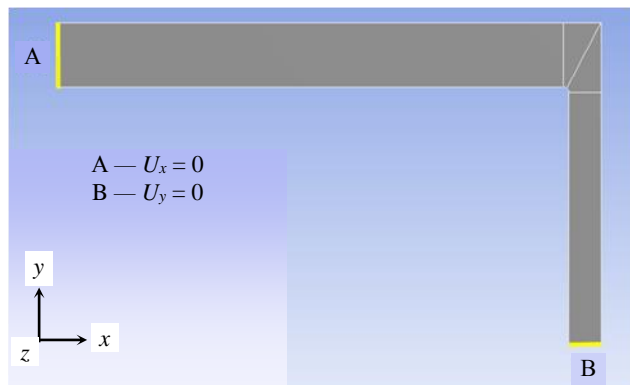 A
A — Ux = 0
B — Uy = 0
y
z
x
B